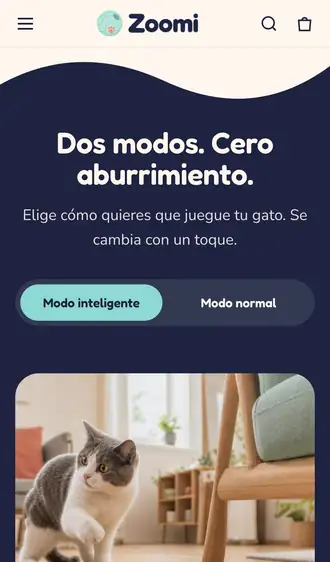 Zoomi
Dos modos. Cero
aburrimiento.
Elige cómo quieres que juegue tu gato. Se
cambia con un toque.
Modo inteligente
Modo normal